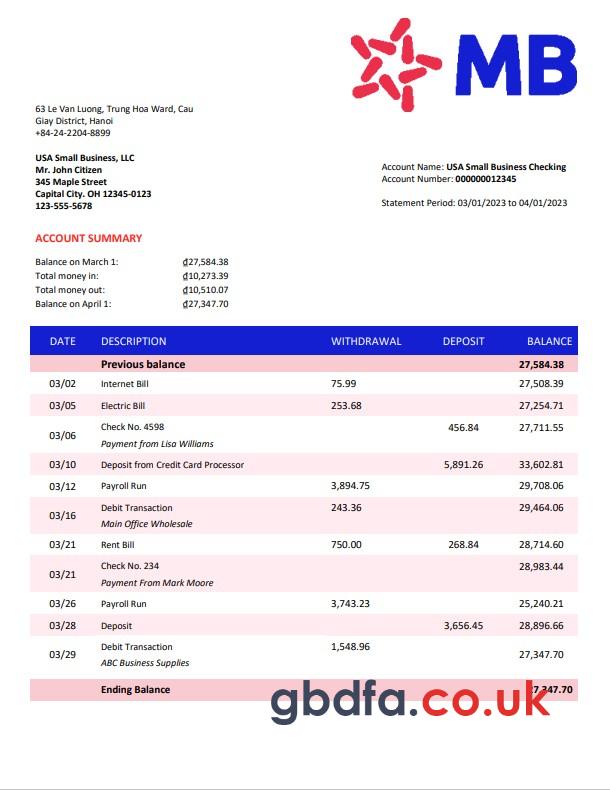 MB
63 Le Van Luong, Trung Hoa Ward, Cau
Giay District, Hanoi
+84-24-2204-8899
USA Small Business, LLC
Mr. John Citizen
345 Maple Street
Capital City. OH 12345-0123
123-555-5678
Account Name: USA Small Business Checking
Account Number: 000000012345
Statement Period: 03/01/2023 to 04/01/2023
ACCOUNT SUMMARY
Balance on March 1: ₫27,584.38
Total money in: ₫10,273.39
Total money out: ₫10,510.07
Balance on April 1: ₫27,347.70
DATE DESCRIPTION WITHDRAWAL DEPOSIT BALANCE
Previous balance 27,584.38
03/02 Internet Bill 75.99 27,508.39
03/05 Electric Bill 253.68 27,254.71
03/06 Check No. 4598 456.84 27,711.55
Payment from Lisa Williams
03/10 Deposit from Credit Card Processor 5,891.26 33,602.81
03/12 Payroll Run 3,894.75 29,708.06
03/16 Debit Transaction 243.36 29,464.06
Main Office Wholesale
03/21 Rent Bill 750.00 268.84 28,714.60
03/21 Check No. 234 28,983.44
Payment From Mark Moore
03/26 Payroll Run 3,743.23 25,240.21
03/28 Deposit 3,656.45 28,896.66
03/29 Debit Transaction 1,548.96 27,347.70
ABC Business Supplies
Ending Balance 27,347.70
gbdfa.co.uk